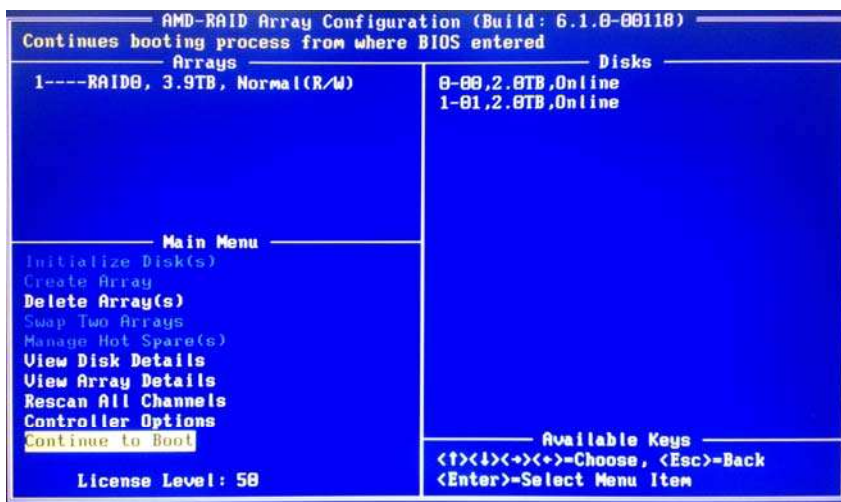 AMD-RAID Array Configuration (Build: 6.1.0-00118)
Continues booting process from where BIOS entered
Arrays
1----RAID0, 3.9TB, Normal(R/W)
Disks
0-00,2.0TB,Online
1-01,2.0TB,Online
Main Menu
Initialize Disk(s)
Create Array
Delete Array(s)
Swap Two Arrays
Manage Hot Spare(s)
View Disk Details
View Array Details
Rescan All Channels
Controller Options
Continue to Boot
License Level: 50
Available Keys
<↑><↓><→><←>=Choose, <Esc>=Back
<Enter>=Select Menu Item